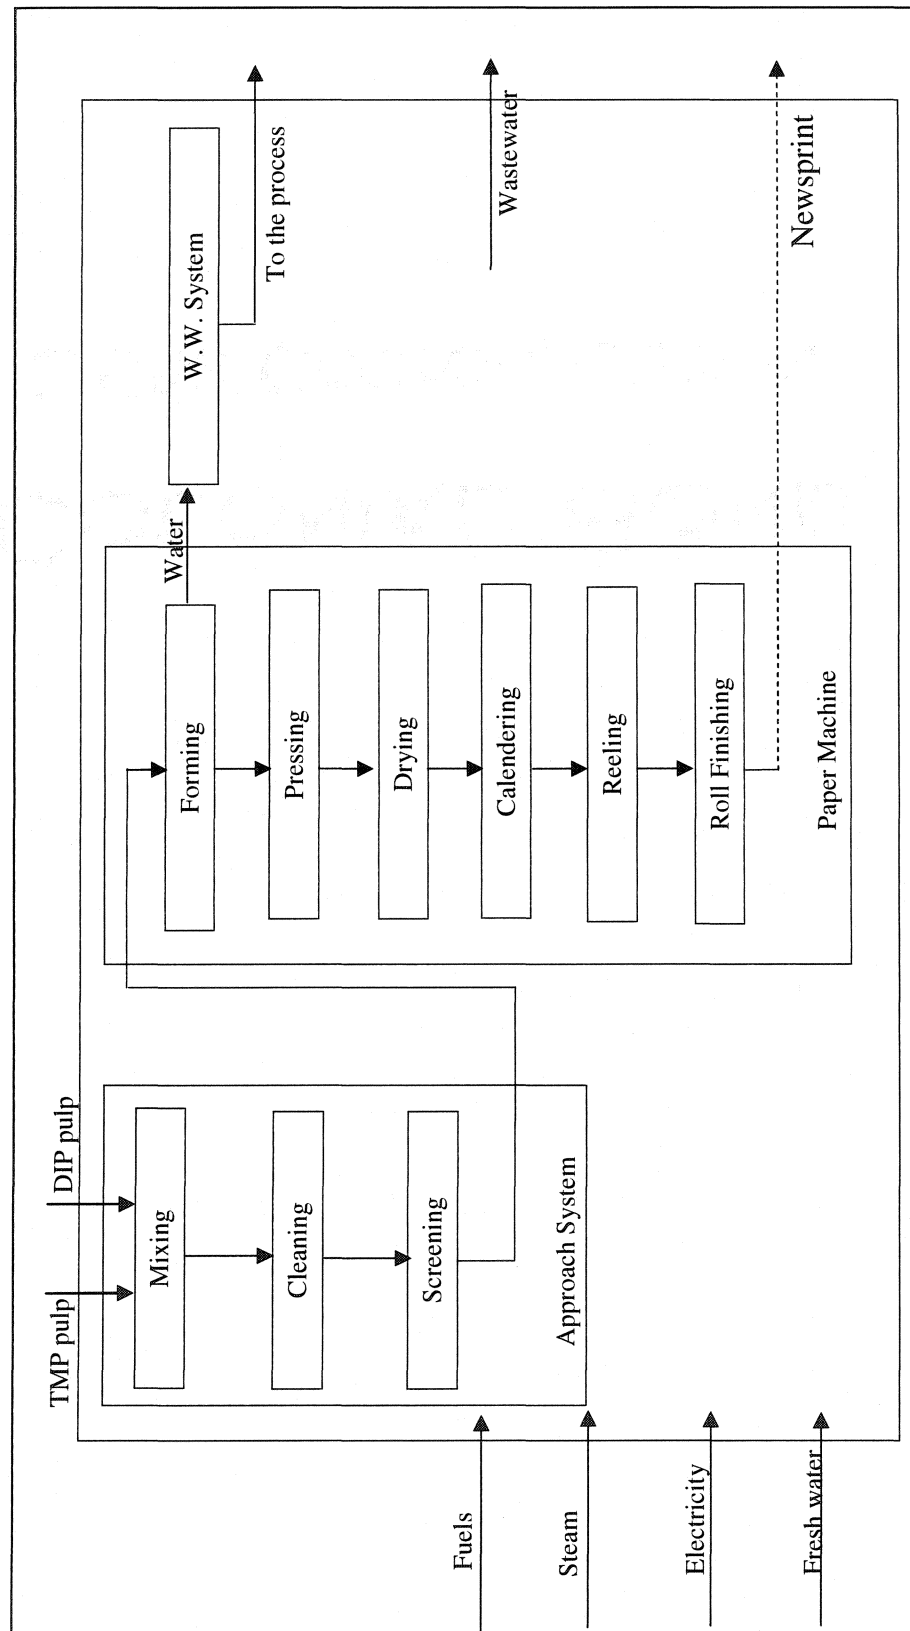 TMP pulp
DIP pulp
Mixing
Cleaning
Screening
Approach System
Forming
Pressing
Drying
Calendering
Reeling
Roll Finishing
Paper Machine
Water
W.W. System
To the process
Wastewater
Newsprint
Fuels
Steam
Electricity
Fresh water